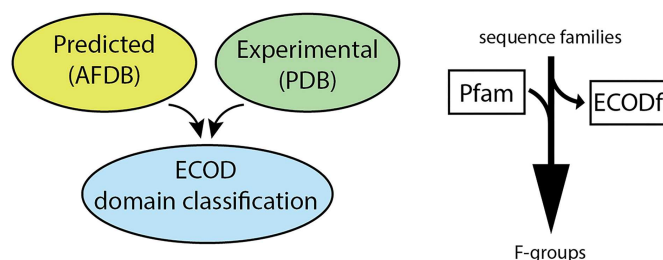 Predicted
(AFDB)
Experimental
(PDB)
ECOD
domain classification
sequence families
Pfam
ECODf
F-groups